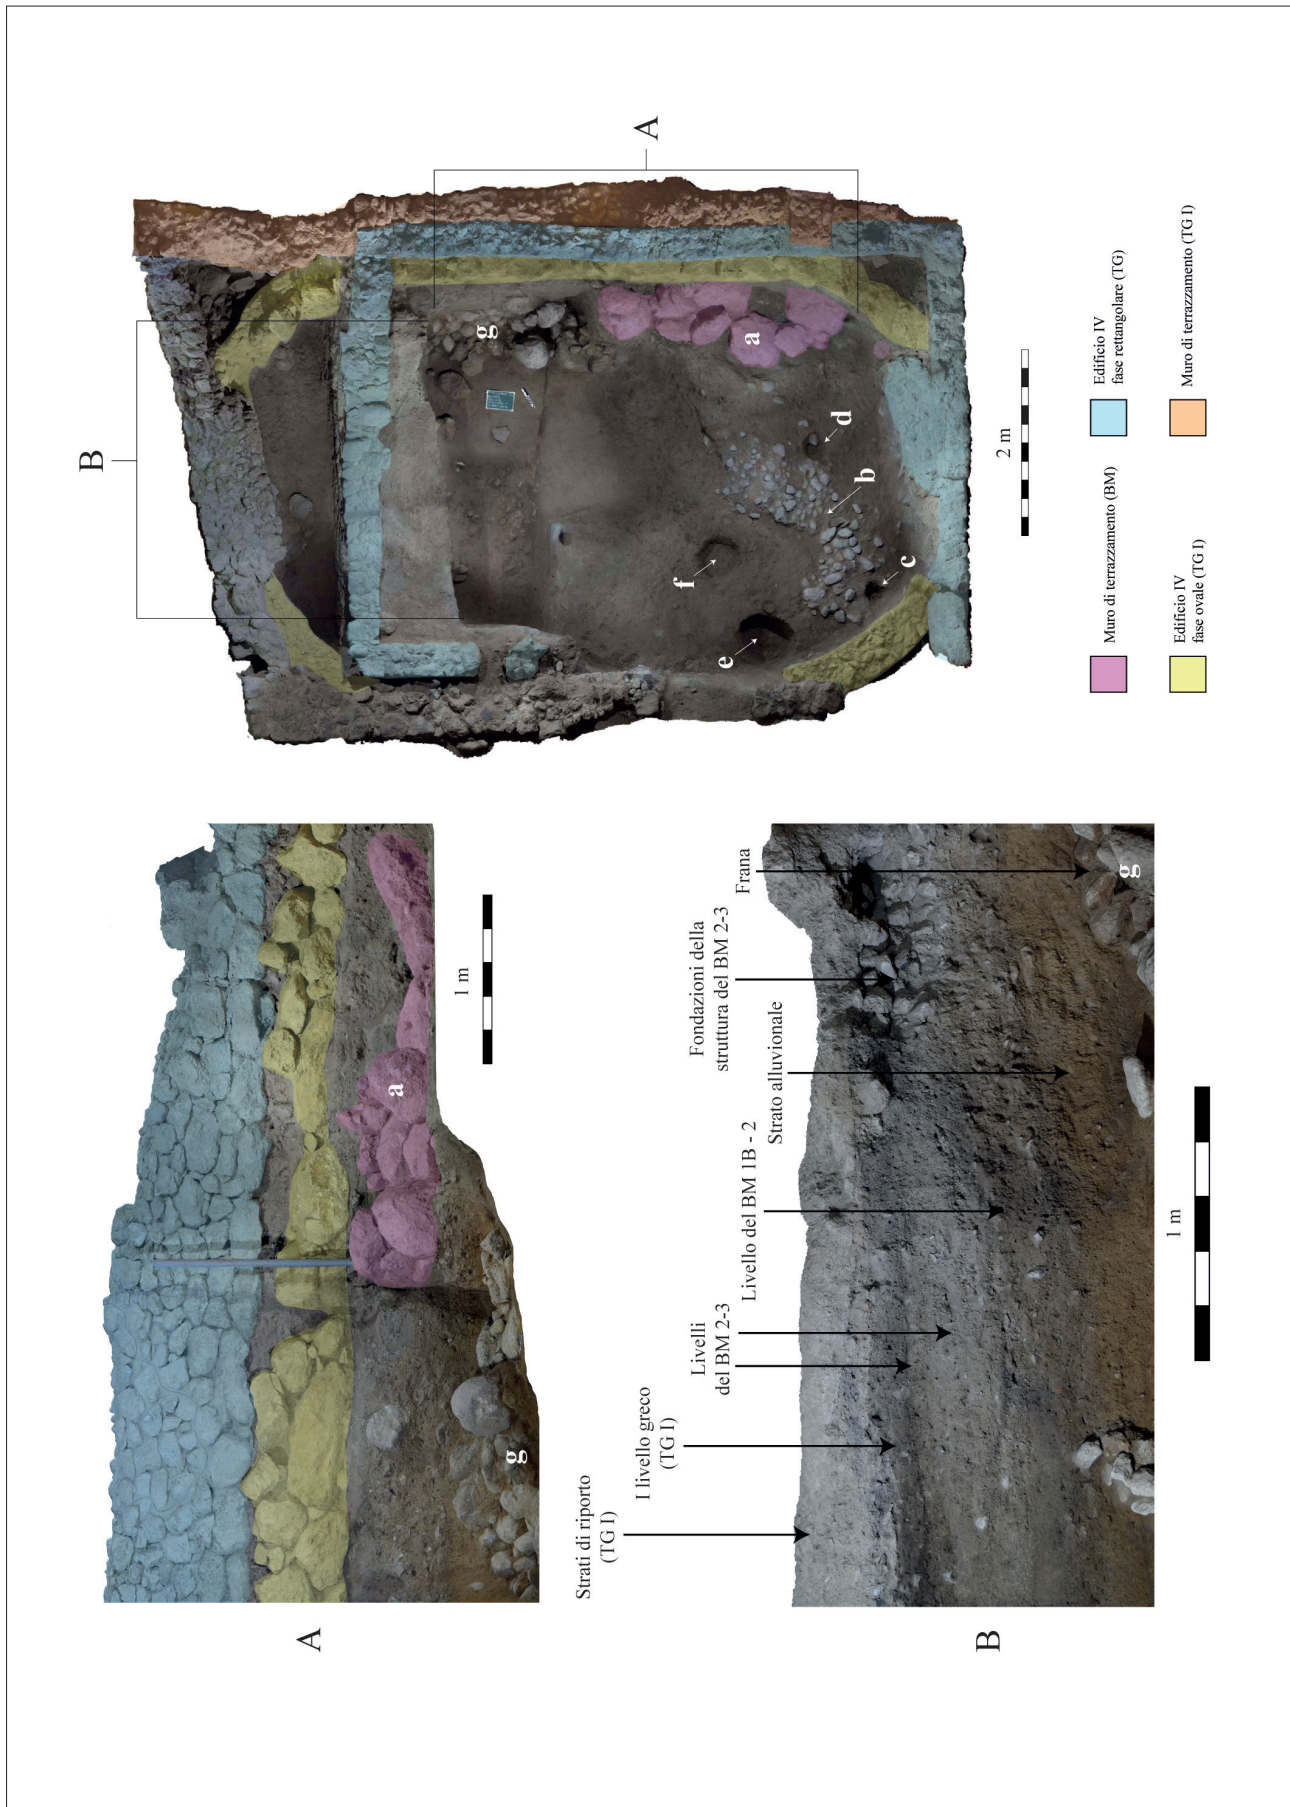 A
a
g
1 m
B
Strati di riporto
(TG I)
I livello greco
(TG I)
Livelli
del BM 2-3
Livello del BM 1B - 2
Strato alluvionale
Fondazioni della
struttura del BM 2-3
Frana
g
1 m
B
A
g
a
d
b
c
f
e
2 m
Muro di terrazzamento (BM)
Edificio IV
fase rettangolare (TG)
Edificio IV
fase ovale (TG I)
Muro di terrazzamento (TG I)